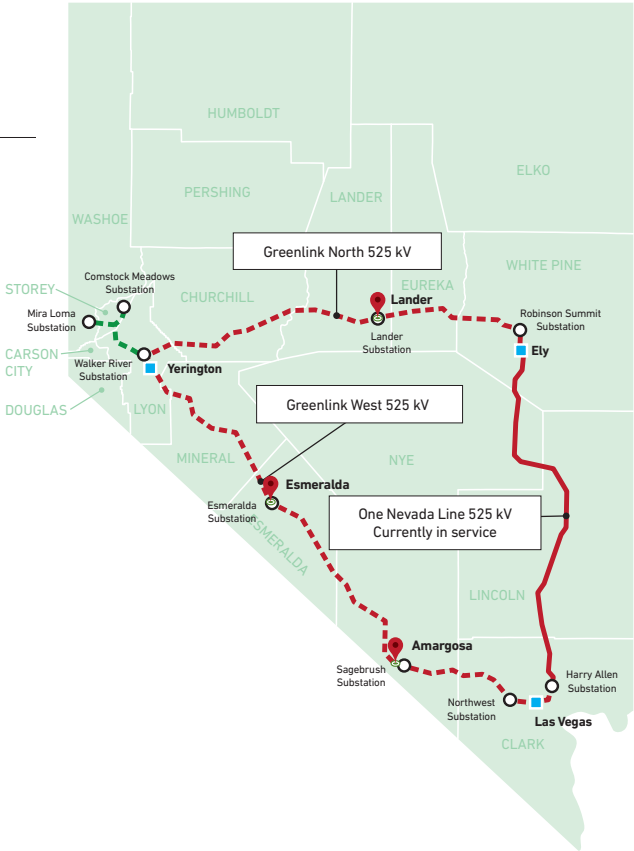 HUMBOLDT
ELKO
PERSHING
LANDER
WASHOE
Greenlink North 525 kV
WHITE PINE
Comstock Meadows
Substation
EUREKA
STOREY
CHURCHILL
Lander
Mira Loma
Substation
Robinson Summit
Substation
Lander
Substation
CARSON
CITY
Walker River
Substation
Yerington
Ely
DOUGLAS
LYON
Greenlink West 525 kV
MINERAL
NYE
Esmeralda
Esmeralda
Substation
ESMERALDA
One Nevada Line 525 kV
Currently in service
LINCOLN
Amargosa
Sagebrush
Substation
Harry Allen
Substation
Northwest
Substation
Las Vegas
CLARK